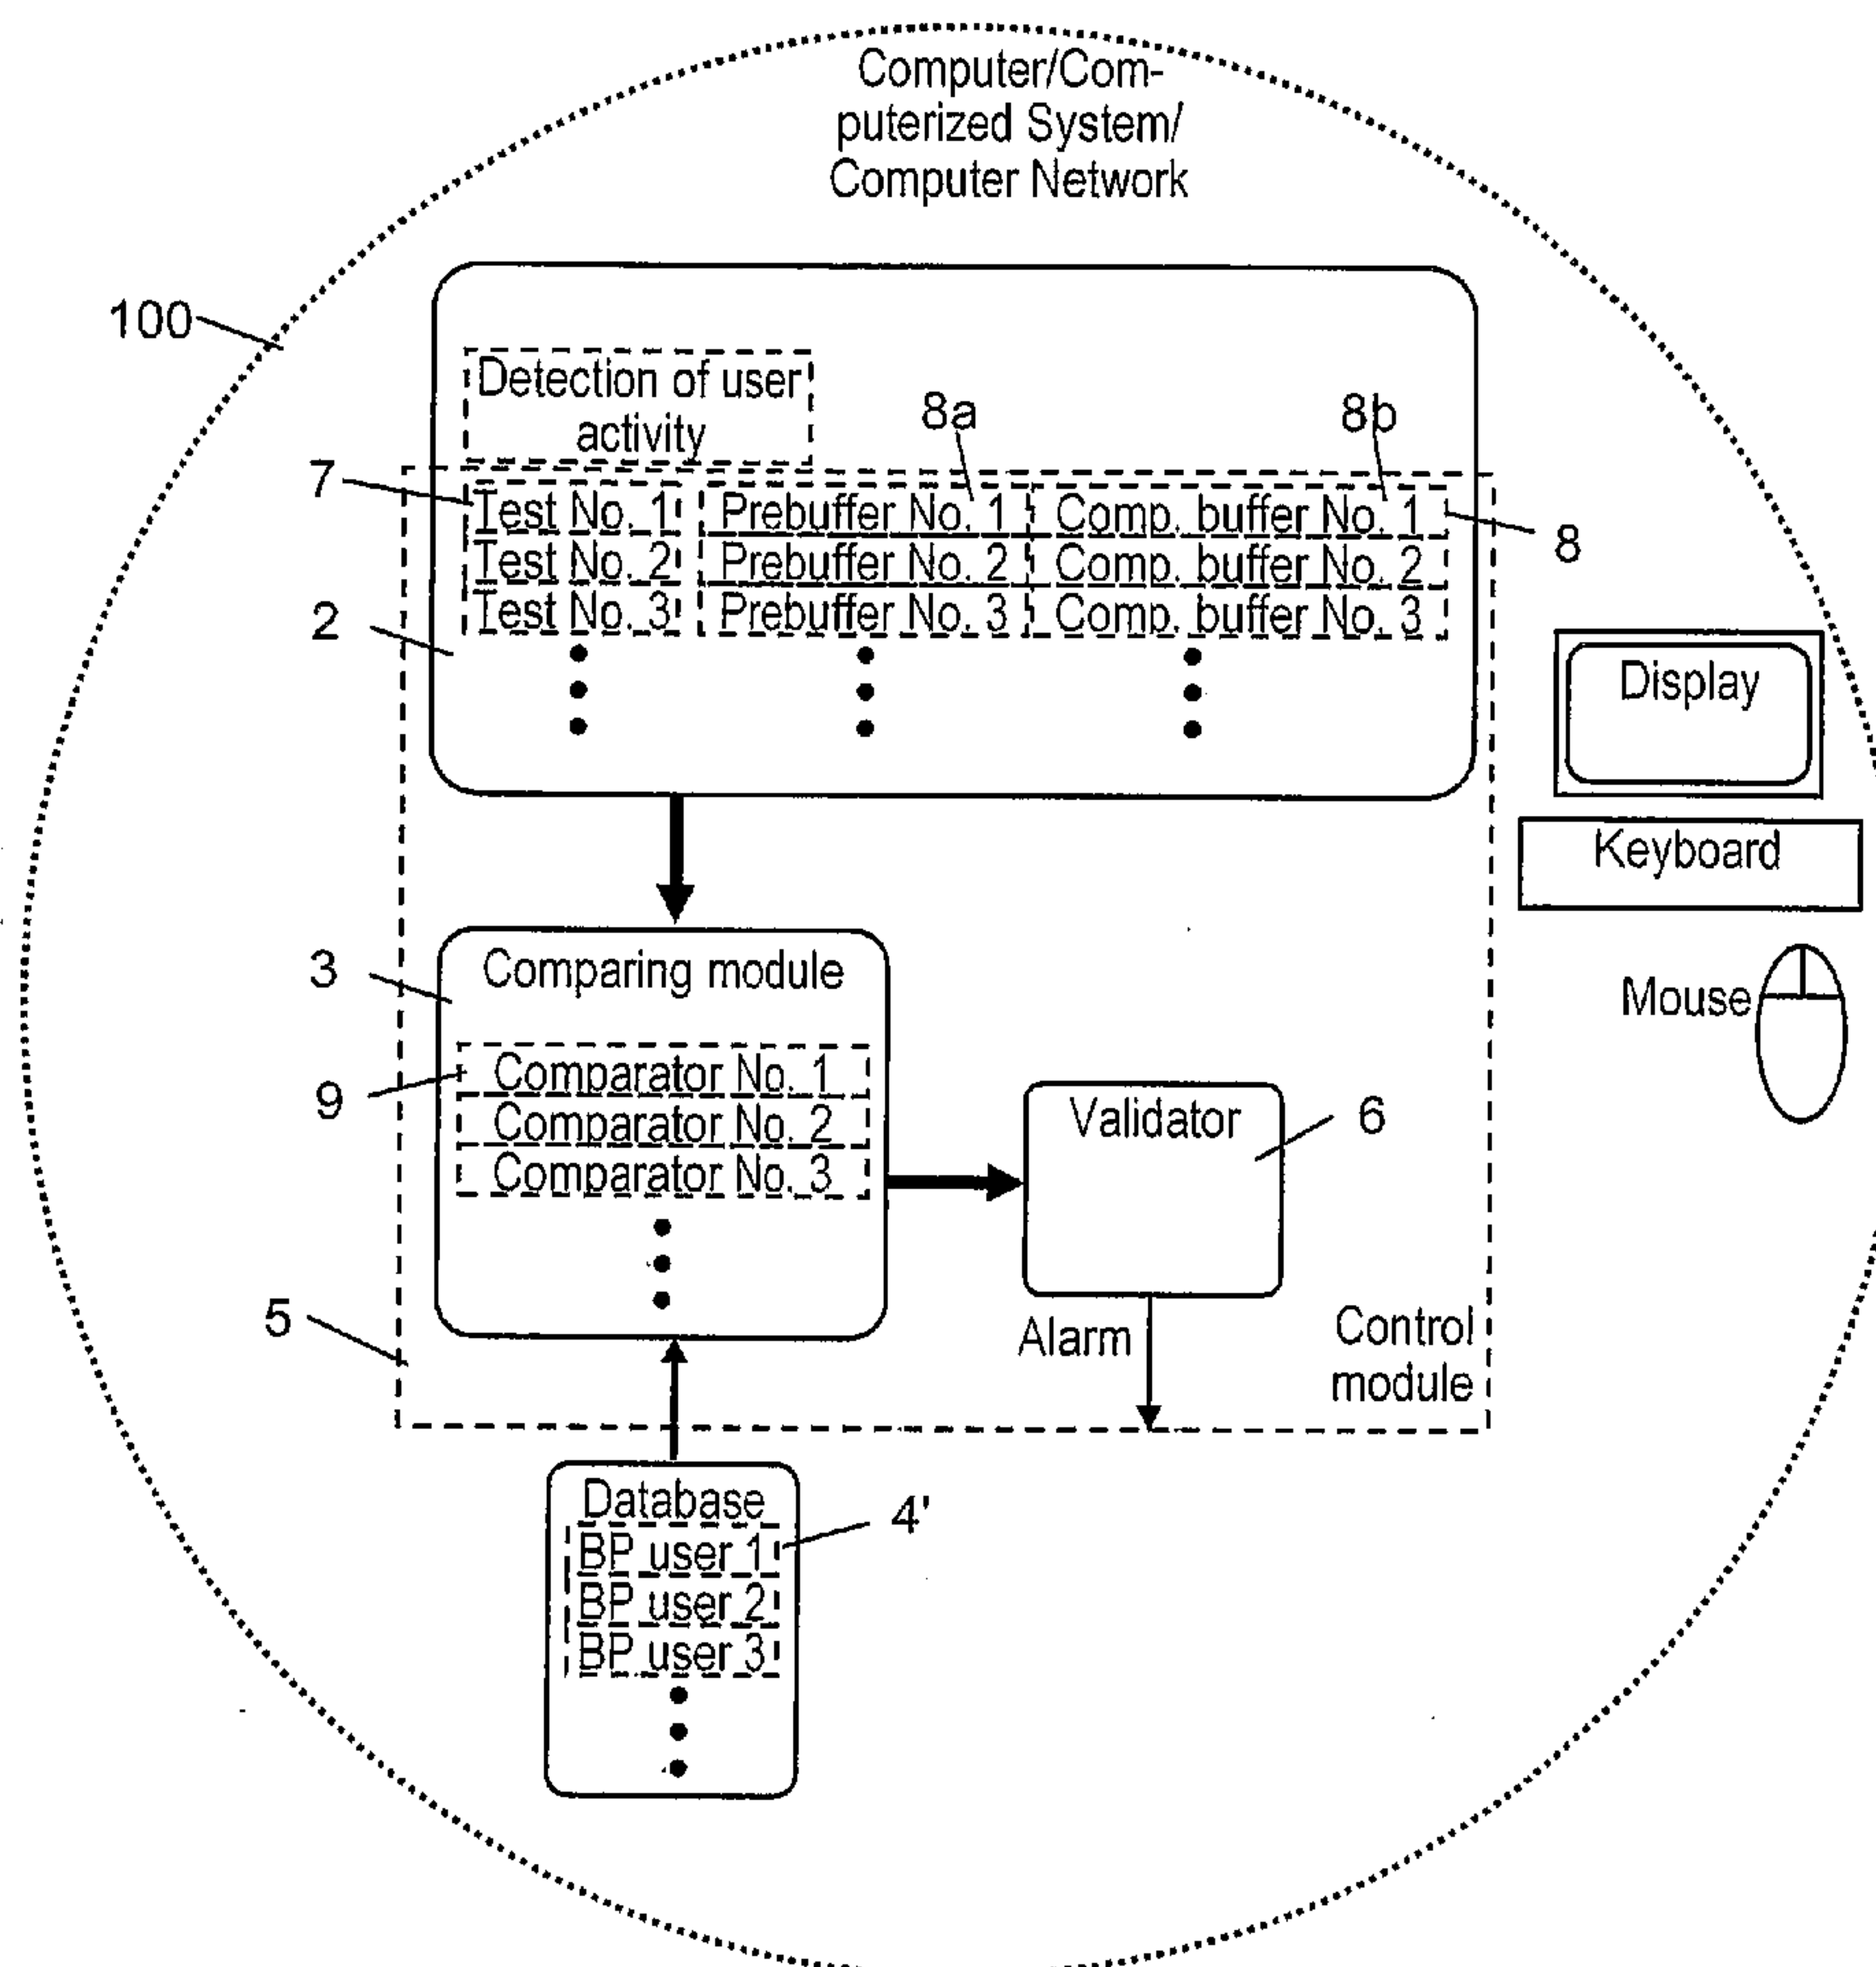 Computer/Com-
puterized System/
Computer Network
100
Detection of user
activity
8a
8b
7
Test No. 1 Prebuffer No. 1 Comp. buffer No. 1
8
Test No. 2 Prebuffer No. 2 Comp. buffer No. 2
Test No. 3 Prebuffer No. 3 Comp. buffer No. 3
2
Display
Keyboard
3
Comparing module
Mouse
9
Comparator No. 1
Comparator No. 2
Comparator No. 3
Validator
6
5
Alarm
Control
module
Database
4'
BP user 1
BP user 2
BP user 3